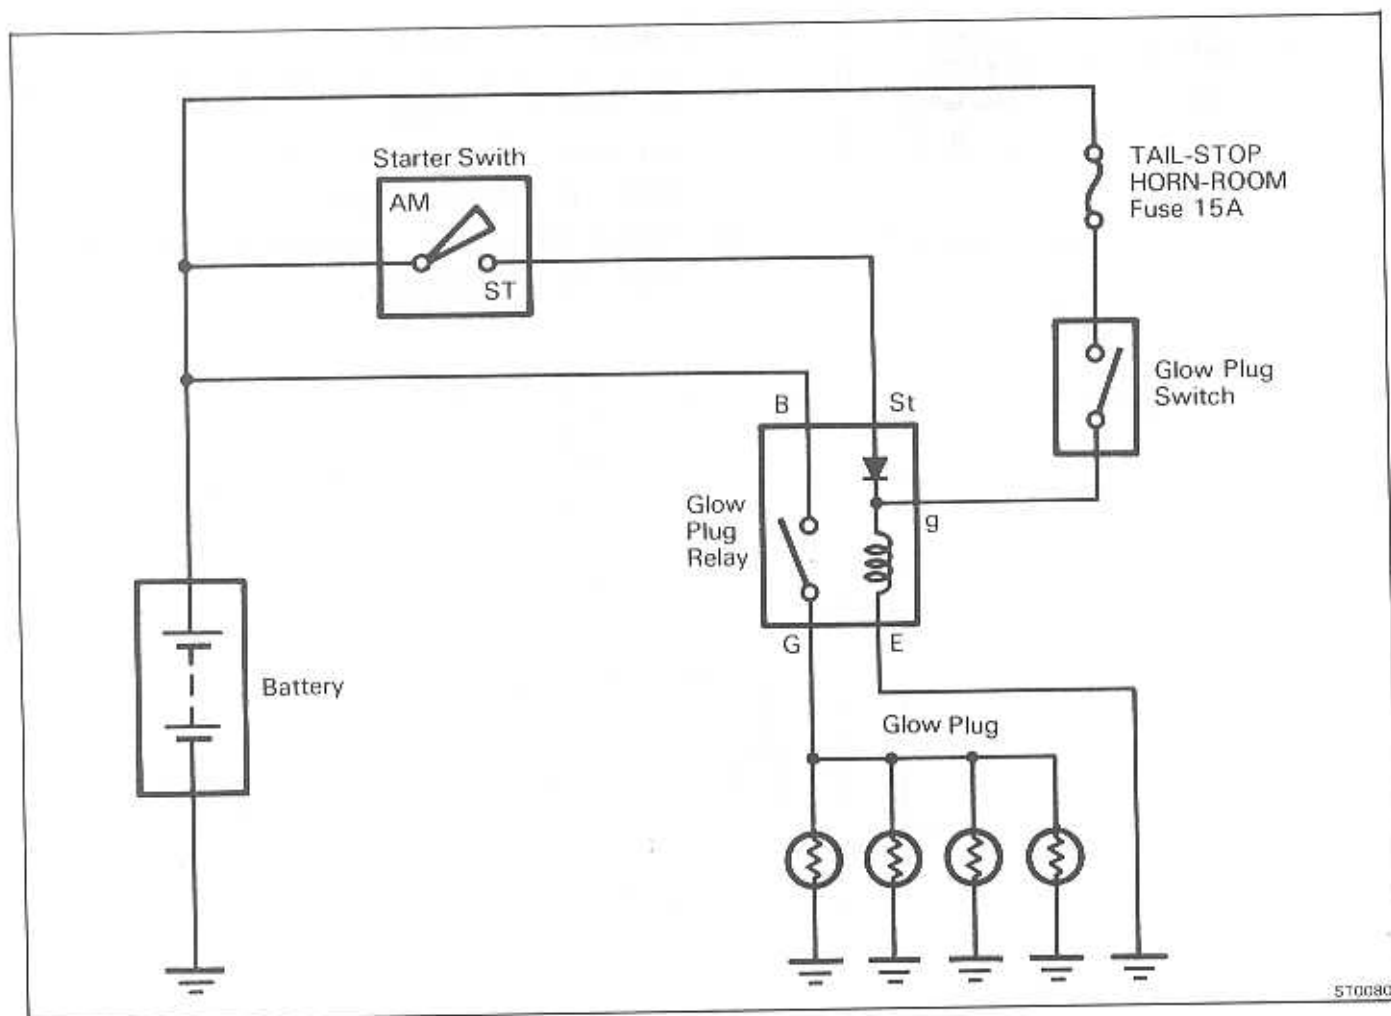 Starter Swith
AM
ST
TAIL-STOP
HORN-ROOM
Fuse 15A
Glow Plug
Switch
B
St
Glow
Plug
Relay
g
G
E
Battery
Glow Plug
ST0080